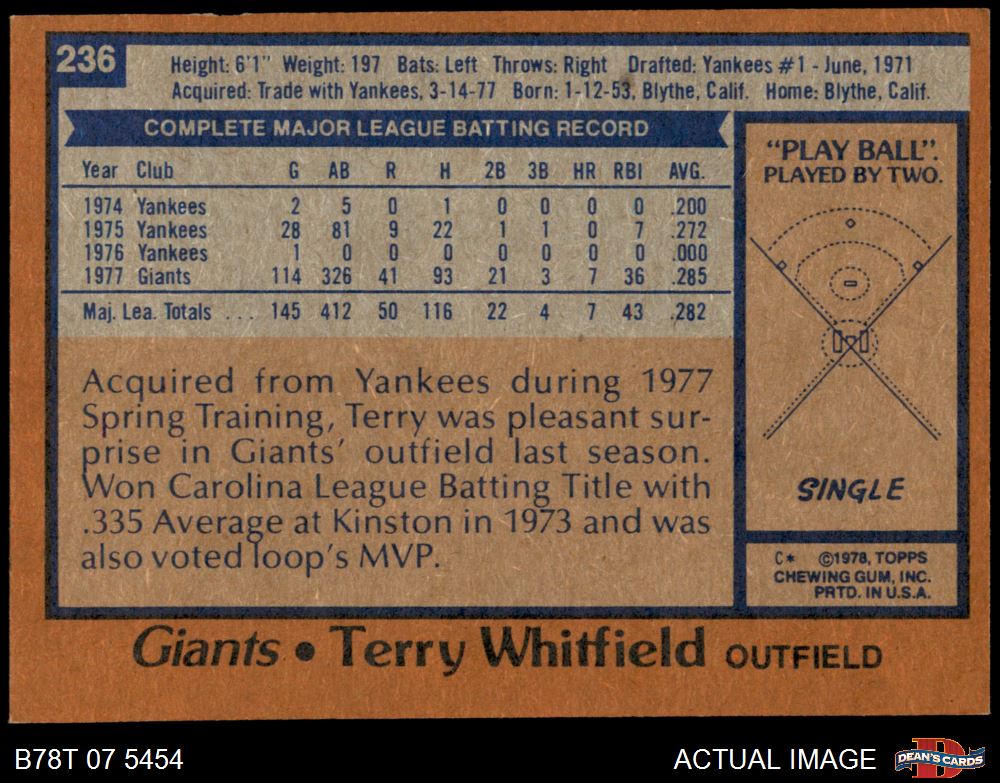 236
Height: 6'1" Weight: 197 Bats: Left Throws: Right Drafted: Yankees #1 - June, 1971
Acquired: Trade with Yankees, 3-14-77 Born: 1-12-53, Blythe, Calif. Home: Blythe, Calif.
COMPLETE MAJOR LEAGUE BATTING RECORD
Year Club G AB R H 2B 3B HR RBI AVG.
1974 Yankees 2 5 0 1 0 0 0 0 .200
1975 Yankees 28 81 9 22 1 1 0 7 .272
1976 Yankees 1 0 0 0 0 0 0 0 .000
1977 Giants 114 326 41 93 21 3 7 36 .285
Maj. Lea. Totals ... 145 412 50 116 22 4 7 43 .282
Acquired from Yankees during 1977
Spring Training, Terry was pleasant sur-
prise in Giants' outfield last season.
Won Carolina League Batting Title with
.335 Average at Kinston in 1973 and was
also voted loop's MVP.
"PLAY BALL".
PLAYED BY TWO.
SINGLE
C* ©1978, TOPPS
CHEWING GUM, INC.
PRTD. IN U.S.A.
Giants • Terry Whitfield OUTFIELD
B78T 07 5454
ACTUAL IMAGE
DEAN'S CARDS